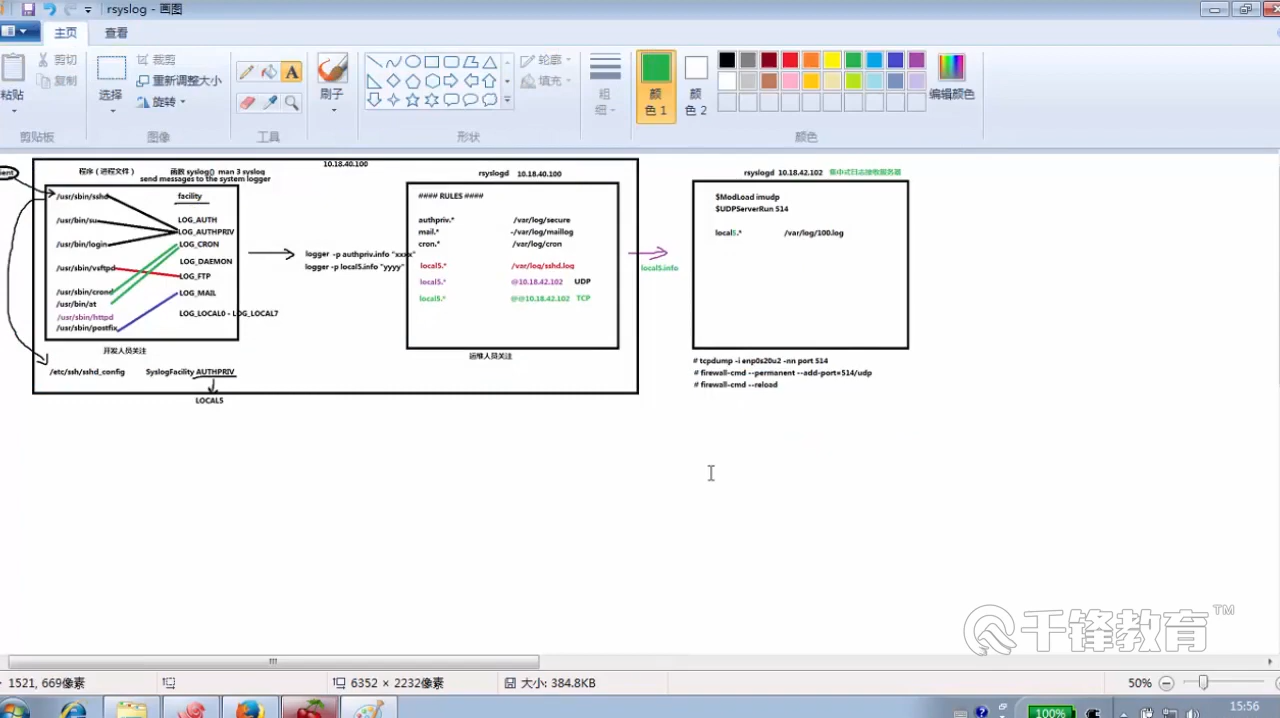 rsyslog - 画图
主页
查看
粘贴
剪切
复制
剪贴板
选择
裁剪
重新调整大小
旋转
图像
A
工具
刷子
轮廓
填充
形状
粗
细
颜
色 1
颜
色 2
编辑颜色
颜色
ient
10.18.40.100
程序（进程文件）
函数 syslog() man 3 syslog
send messages to the system logger
/usr/sbin/sshd
facility
/usr/bin/su
LOG_AUTH
LOG_AUTHPRIV
/usr/bin/login
LOG_CRON
LOG_DAEMON
/usr/sbin/vsftpd
LOG_FTP
/usr/sbin/crond
LOG_MAIL
/usr/bin/at
/usr/sbin/httpd
LOG_LOCAL0 - LOG_LOCAL7
/usr/sbin/postfix
开发人员关注
/etc/ssh/sshd_config
SyslogFacility AUTHPRIV
LOCAL5
logger -p authpriv.info "xxxx"
logger -p local5.info "yyyy"
rsyslogd 10.18.40.100
#### RULES ####
authpriv.* /var/log/secure
mail.* -/var/log/maillog
cron.* /var/log/cron
local5.* /var/log/sshd.log
local5.* @10.18.42.102 UDP
local5.* @@10.18.42.102 TCP
运维人员关注
local5.info
rsyslogd 10.18.42.102 集中式日志接收服务器
$ModLoad imudp
$UDPServerRun 514
local5.* /var/log/100.log
# tcpdump -i enp0s20u2 -nn port 514
# firewall-cmd --permanent --add-port=514/udp
# firewall-cmd --reload
千锋教育™
1521, 669像素
6352 × 2232像素
大小: 384.8KB
50%
100%
15:56